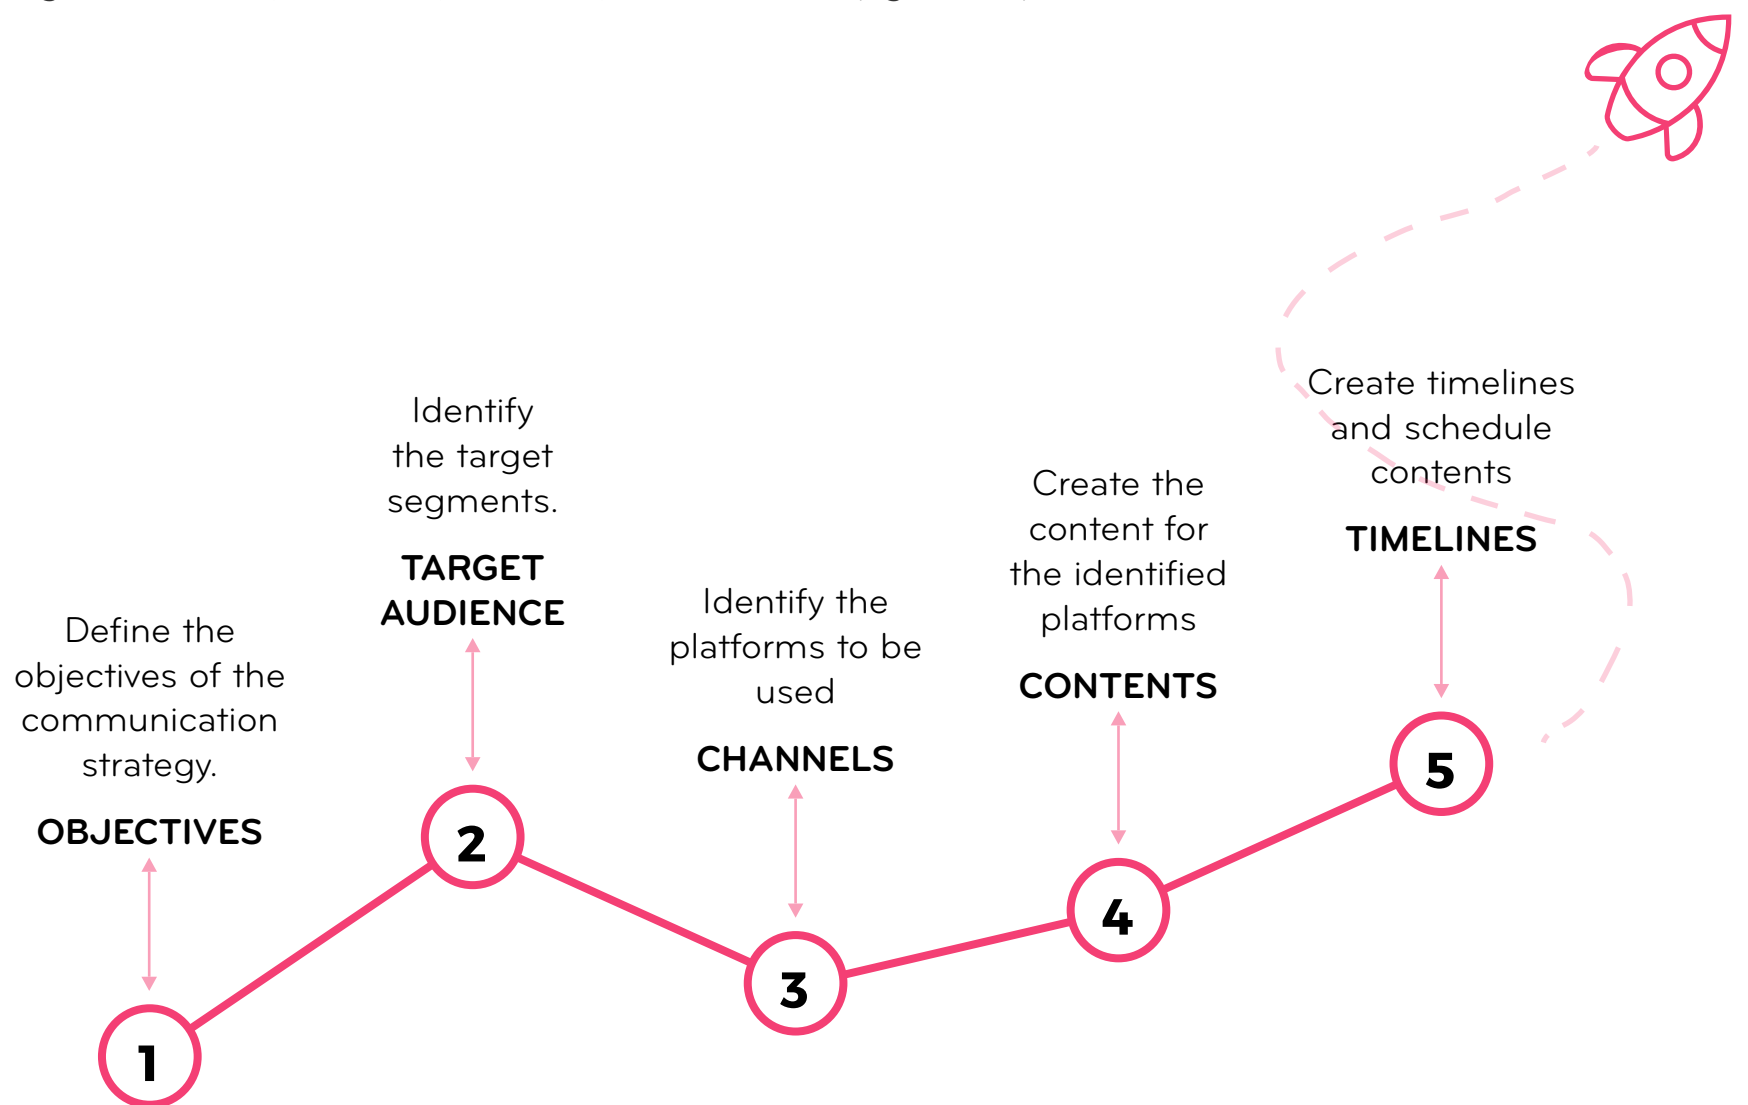 Define the
objectives of the
communication
strategy.
OBJECTIVES
1
Identify
the target
segments.
TARGET
AUDIENCE
2
Identify the
platforms to be
used
CHANNELS
3
Create the
content for
the identified
platforms
CONTENTS
4
Create timelines
and schedule
contents
TIMELINES
5